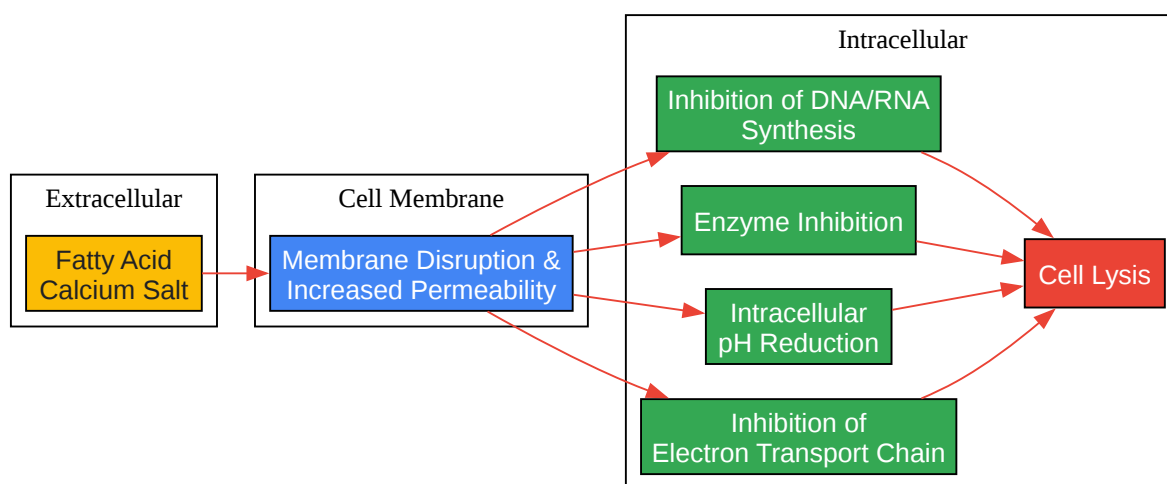 Extracellular
Fatty Acid
Calcium Salt
Cell Membrane
Membrane Disruption &
Increased Permeability
Intracellular
Inhibition of DNA/RNA
Synthesis
Enzyme Inhibition
Intracellular
pH Reduction
Inhibition of
Electron Transport Chain
Cell Lysis